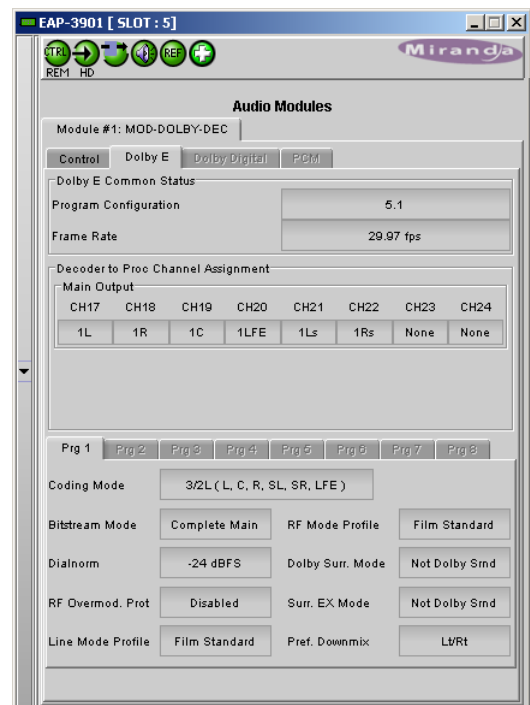 EAP-3901 [ SLOT : 5]
CTRL REF
REM HD
Miranda
Audio Modules
Module #1: MOD-DOLBY-DEC
Control Dolby E Dolby Digital PCM
Dolby E Common Status
Program Configuration 5.1
Frame Rate 29.97 fps
Decoder to Proc Channel Assignment
Main Output
CH17 CH18 CH19 CH20 CH21 CH22 CH23 CH24
1L 1R 1C 1LFE 1Ls 1Rs None None
Prg 1 Prg 2 Prg 3 Prg 4 Prg 5 Prg 6 Prg 7 Prg 8
Coding Mode 3/2L ( L, C, R, SL, SR, LFE )
Bitstream Mode Complete Main RF Mode Profile Film Standard
Dialnorm -24 dBFS Dolby Surr. Mode Not Dolby Srnd
RF Overmod. Prot Disabled Surr. EX Mode Not Dolby Srnd
Line Mode Profile Film Standard Pref. Downmix Lt/Rt